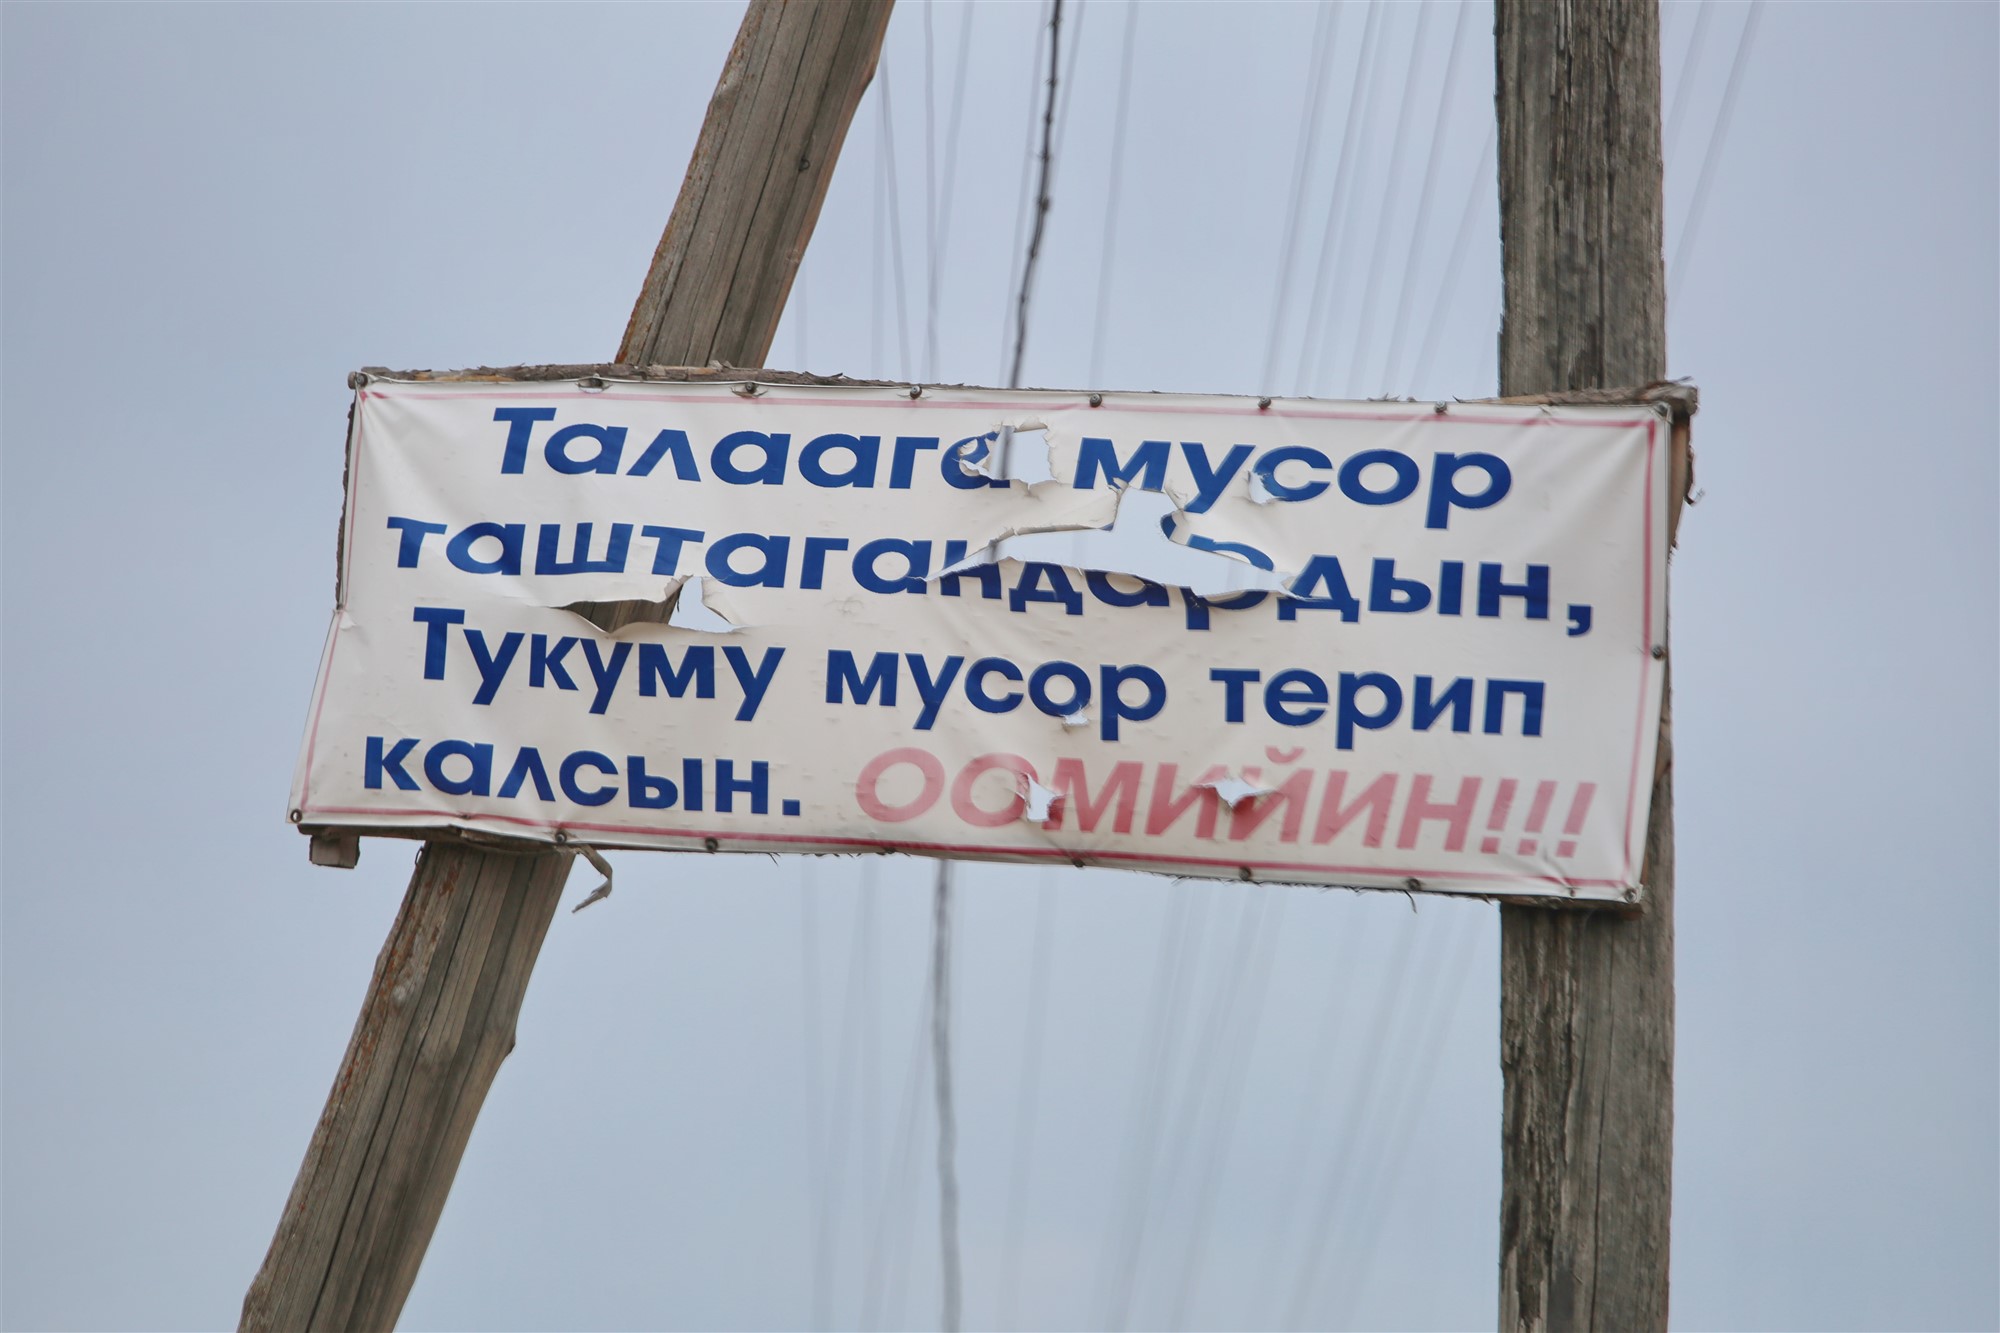 Талаага мусор
таштагандардын,
Тукуму мусор терип
калсын. ООМИЙИН!!!